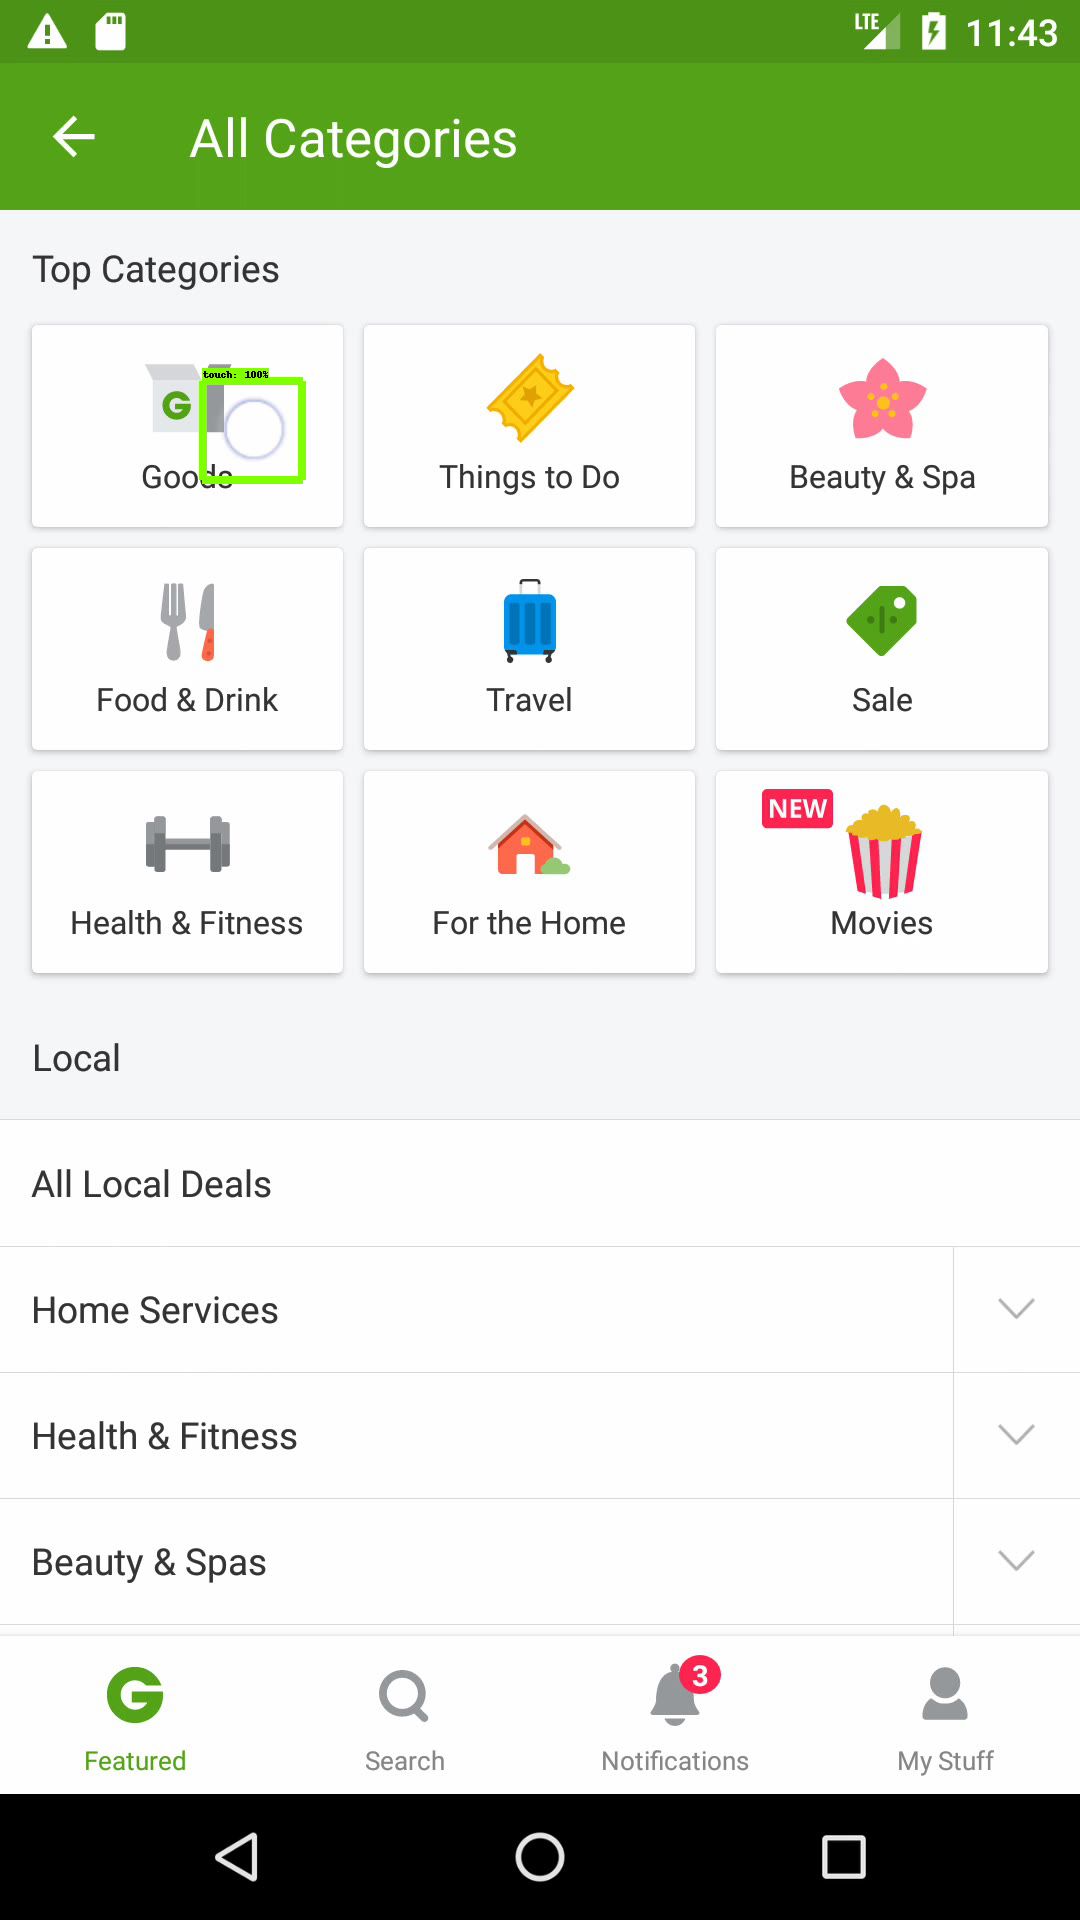 LTE 11:43
All Categories
Top Categories
touch: 100%
Goods
Things to Do
Beauty & Spa
Food & Drink
Travel
Sale
NEW
Health & Fitness
For the Home
Movies
Local
All Local Deals
Home Services
Health & Fitness
Beauty & Spas
3
Featured
Search
Notifications
My Stuff